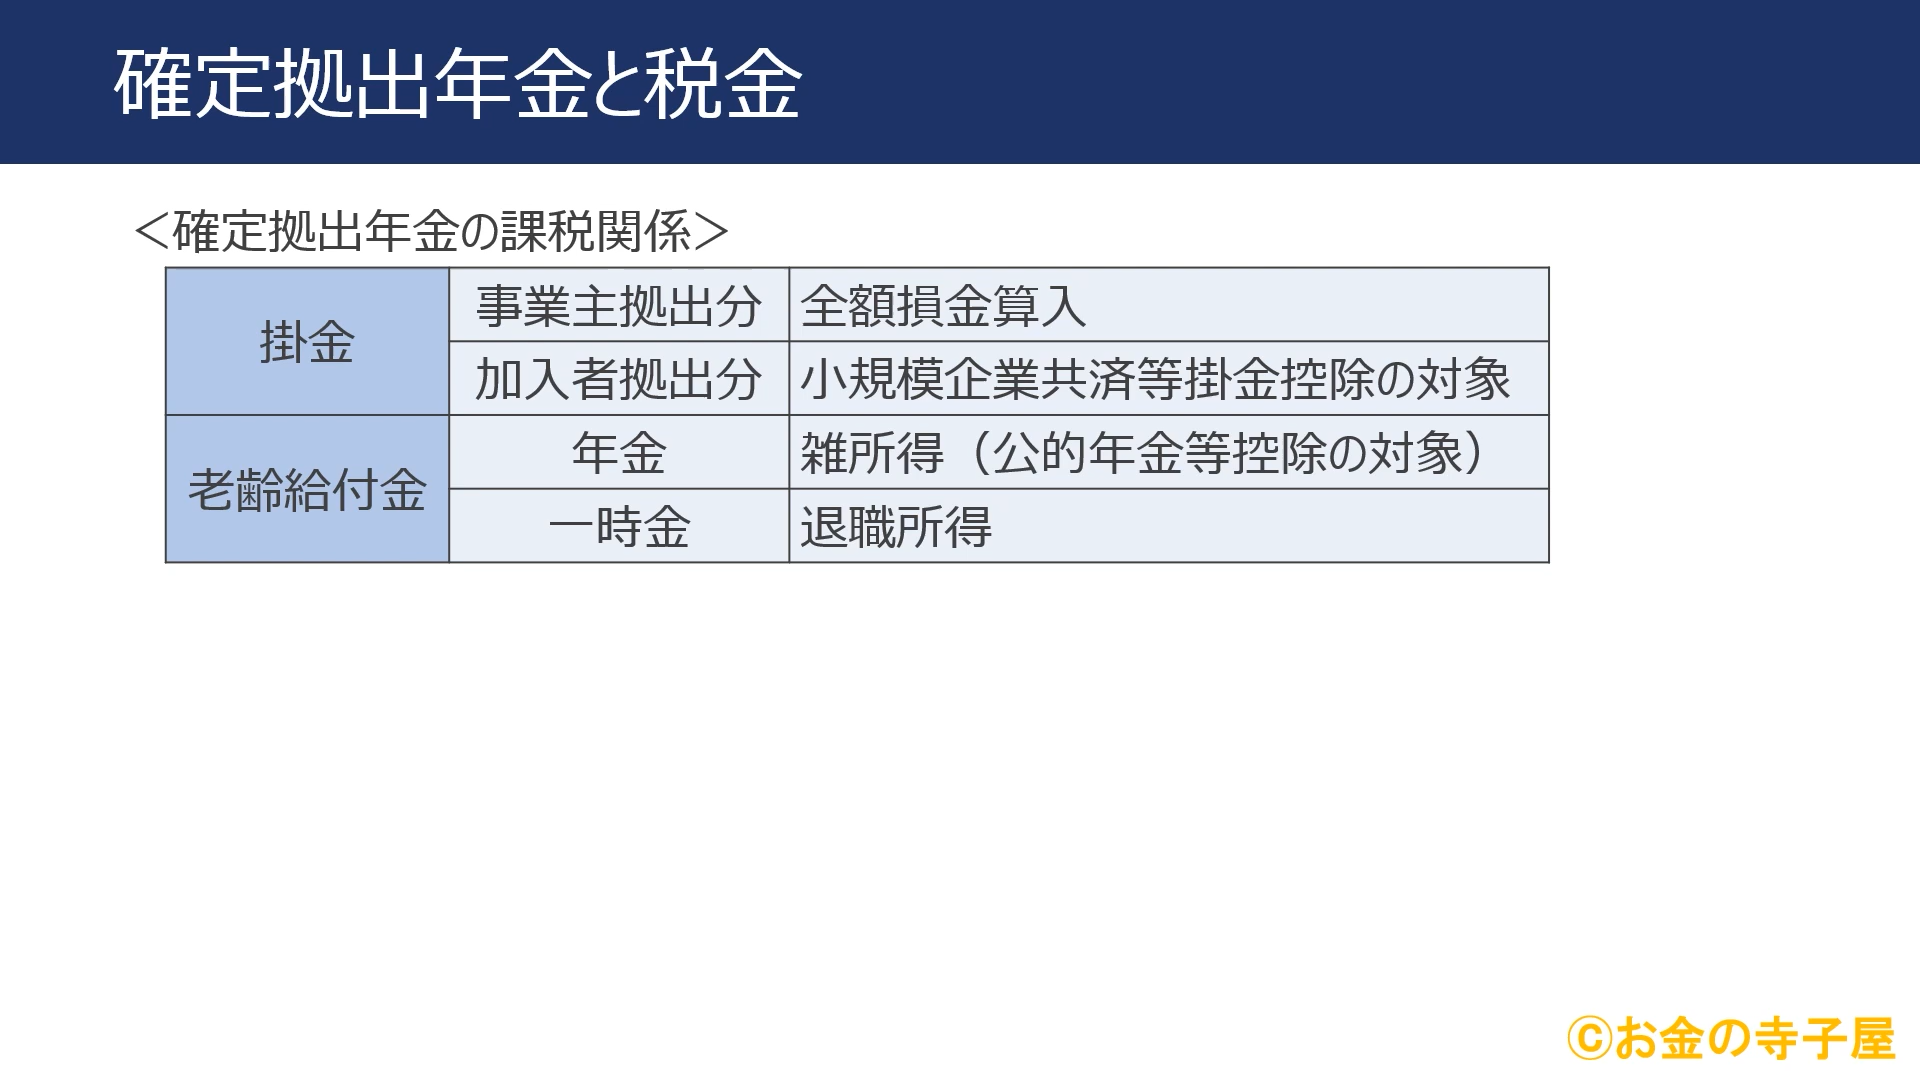 確定拠出年金と税金
＜確定拠出年金の課税関係＞
掛金
事業主拠出分 全額損金算入
加入者拠出分 小規模企業共済等掛金控除の対象
老齢給付金
年金 雑所得（公的年金等控除の対象）
一時金 退職所得
©お金の寺子屋